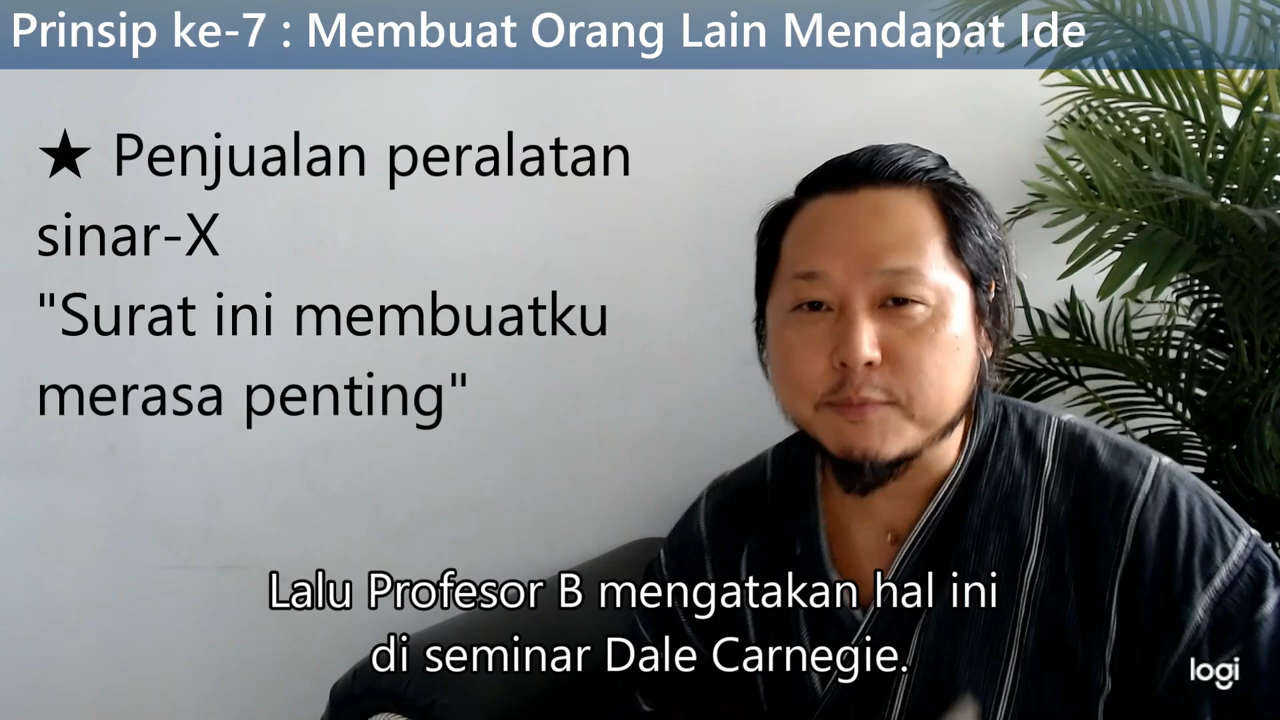 Prinsip ke-7 : Membuat Orang Lain Mendapat Ide
★ Penjualan peralatan
sinar-X
"Surat ini membuatku
merasa penting"
Lalu Profesor B mengatakan hal ini
di seminar Dale Carnegie.
logi